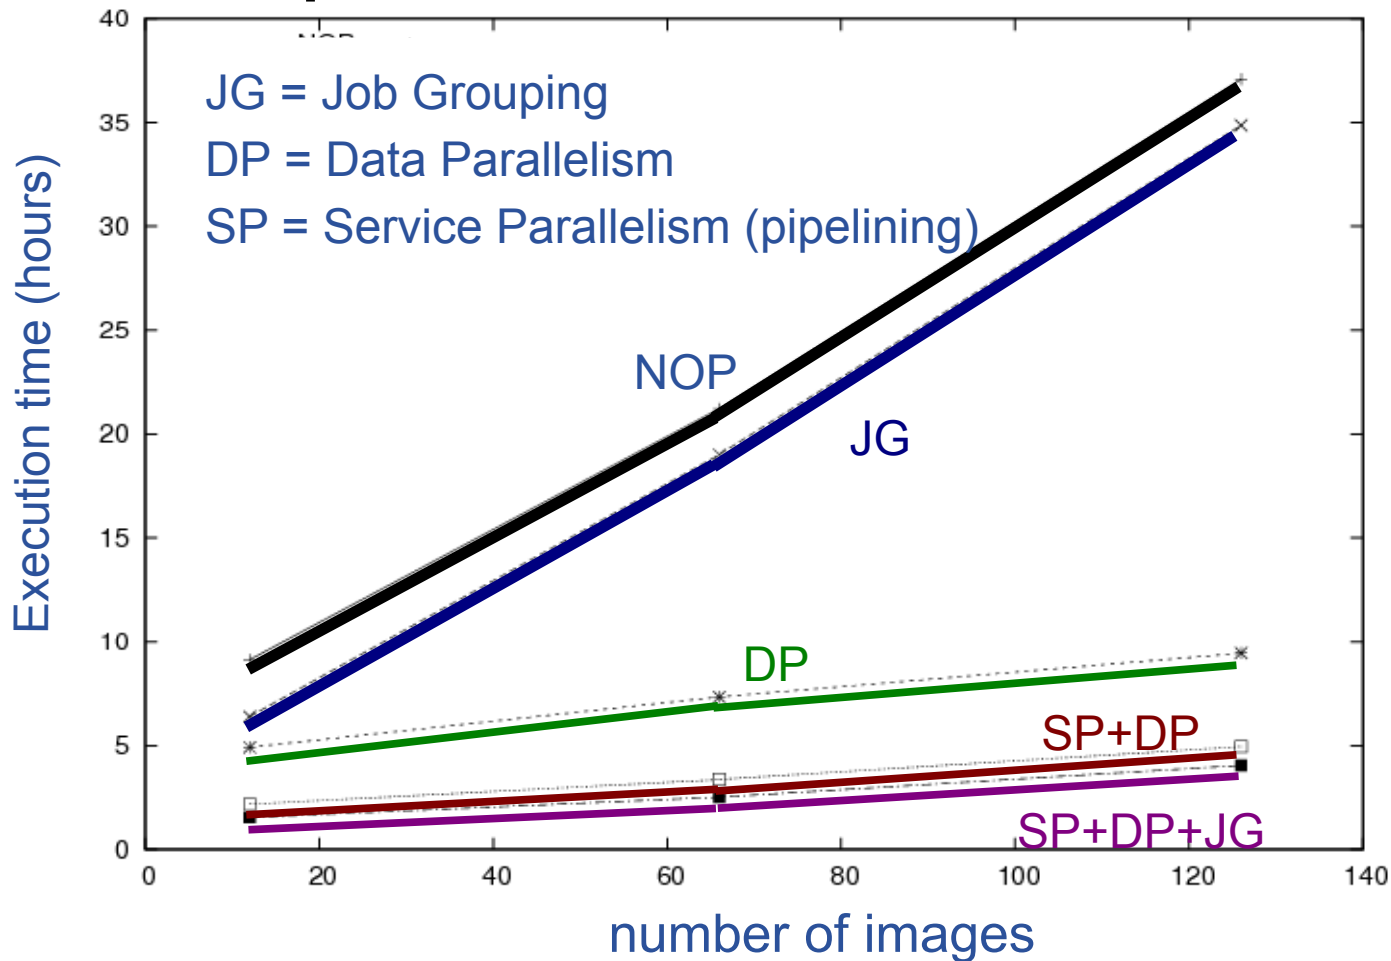 JG = Job Grouping
DP = Data Parallelism
SP = Service Parallelism (pipelining)
Execution time (hours)
40
35
30
25
20
15
10
5
0
NOP
JG
DP
SP+DP
SP+DP+JG
0 20 40 60 80 100 120 140
number of images